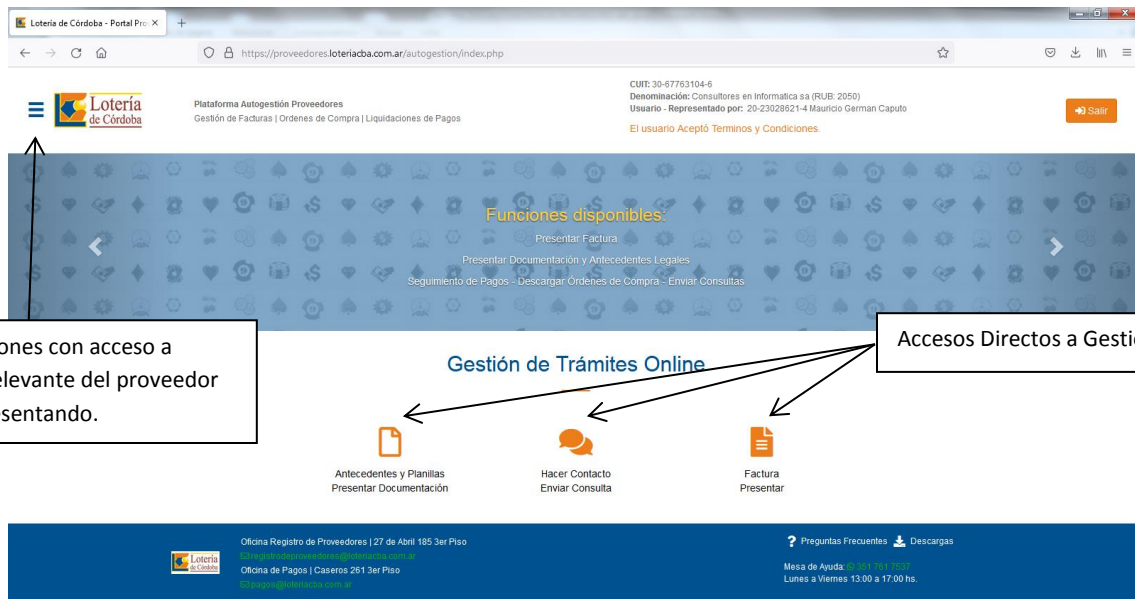 Lotería de Córdoba - Portal Pro
https://proveedores.loteriacba.com.ar/autogestion/index.php
Lotería
de Córdoba
Plataforma Autogestión Proveedores
Gestión de Facturas | Ordenes de Compra | Liquidaciones de Pagos
CUIT: 30-67763104-6
Denominación: Consultores en Informatica sa (RUB: 2050)
Usuario - Representado por: 20-23028621-4 Mauricio German Caputo
El usuario Aceptó Terminos y Condiciones.
Salir
Funciones disponibles:
Presentar Factura
Presentar Documentación y Antecedentes Legales
Seguimiento de Pagos - Descargar Ordenes de Compra - Enviar Consultas
ones con acceso a
elevante del proveedor
esentando.
Accesos Directos a Gesti
Gestión de Trámites Online
Antecedentes y Planillas
Presentar Documentación
Hacer Contacto
Enviar Consulta
Factura
Presentar
Lotería
de Córdoba
Oficina Registro de Proveedores | 27 de Abril 185 3er Piso
registrodeproveedores@loteriacba.com.ar
Oficina de Pagos | Caseros 261 3er Piso
pagos@loteriacba.com.ar
Preguntas Frecuentes Descargas
Mesa de Ayuda: 351 761 7537
Lunes a Viernes 13:00 a 17:00 hs.